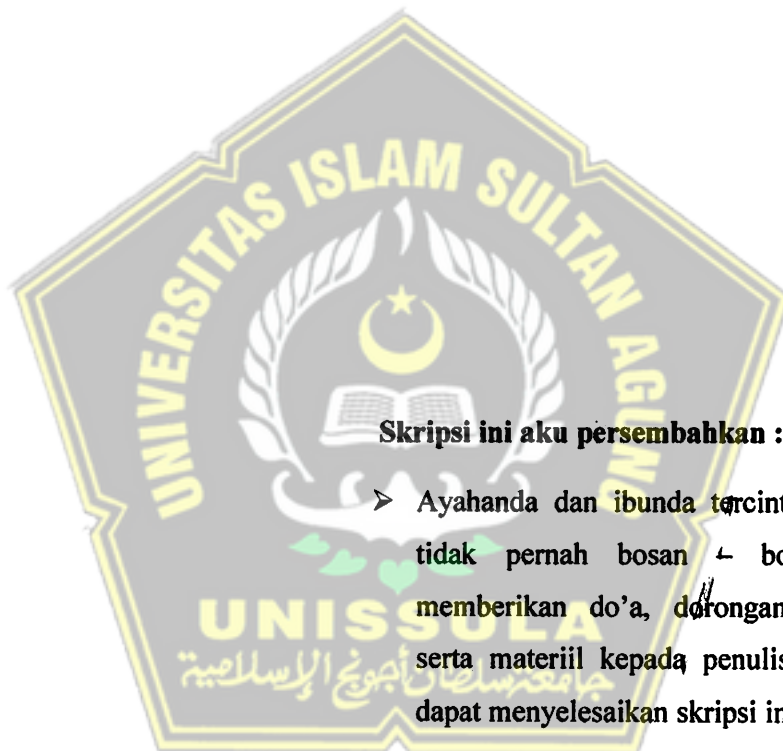 UNIVERSITAS ISLAM SULTAN AGUNG
Skripsi ini aku persembahkan :
➢ Ayahanda dan ibunda
tidak pernah bosan –
memberikan do'a, dorongan
serta materiil kepada penulis
dapat menyelesaikan skripsi
UNISSULA
جامعة سلطان أجونج الإسلامية